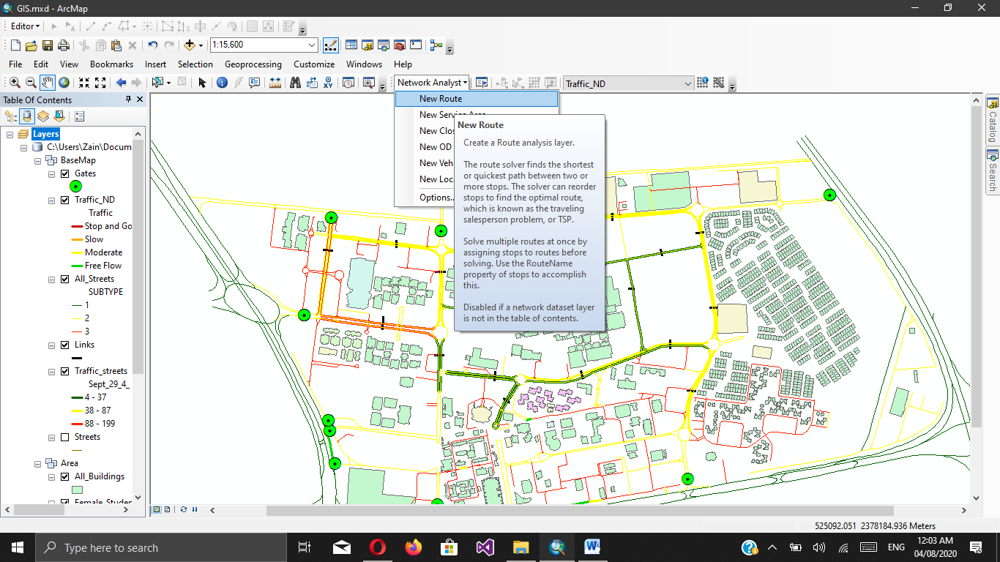 GIS.mxd - ArcMap
Editor
1:15,600
File Edit View Bookmarks Insert Selection Geoprocessing Customize Windows Help
Network Analyst
Traffic_ND
Table Of Contents
Layers
C:\Users\Zain\Docum
BaseMap
Gates
Traffic_ND
Traffic
Stop and Go
Slow
Moderate
Free Flow
All_Streets
SUBTYPE
1
2
3
Links
Traffic_streets
Sept_29_4_
4 - 37
38 - 87
88 - 199
Streets
Area
All_Buildings
Female_Studer
New Route
New Service Area
New Clos
New OD
New Veh
New Loc
Options..
New Route
Create a Route analysis layer.
The route solver finds the shortest
or quickest path between two or
more stops. The solver can reorder
stops to find the optimal route,
which is known as the traveling
salesperson problem, or TSP.
Solve multiple routes at once by
assigning stops to routes before
solving. Use the RouteName
property of stops to accomplish
this.
Disabled if a network dataset layer
is not in the table of contents.
Catalog
Search
525092.051 2378184.936 Meters
Type here to search
ENG
12:03 AM
04/08/2020